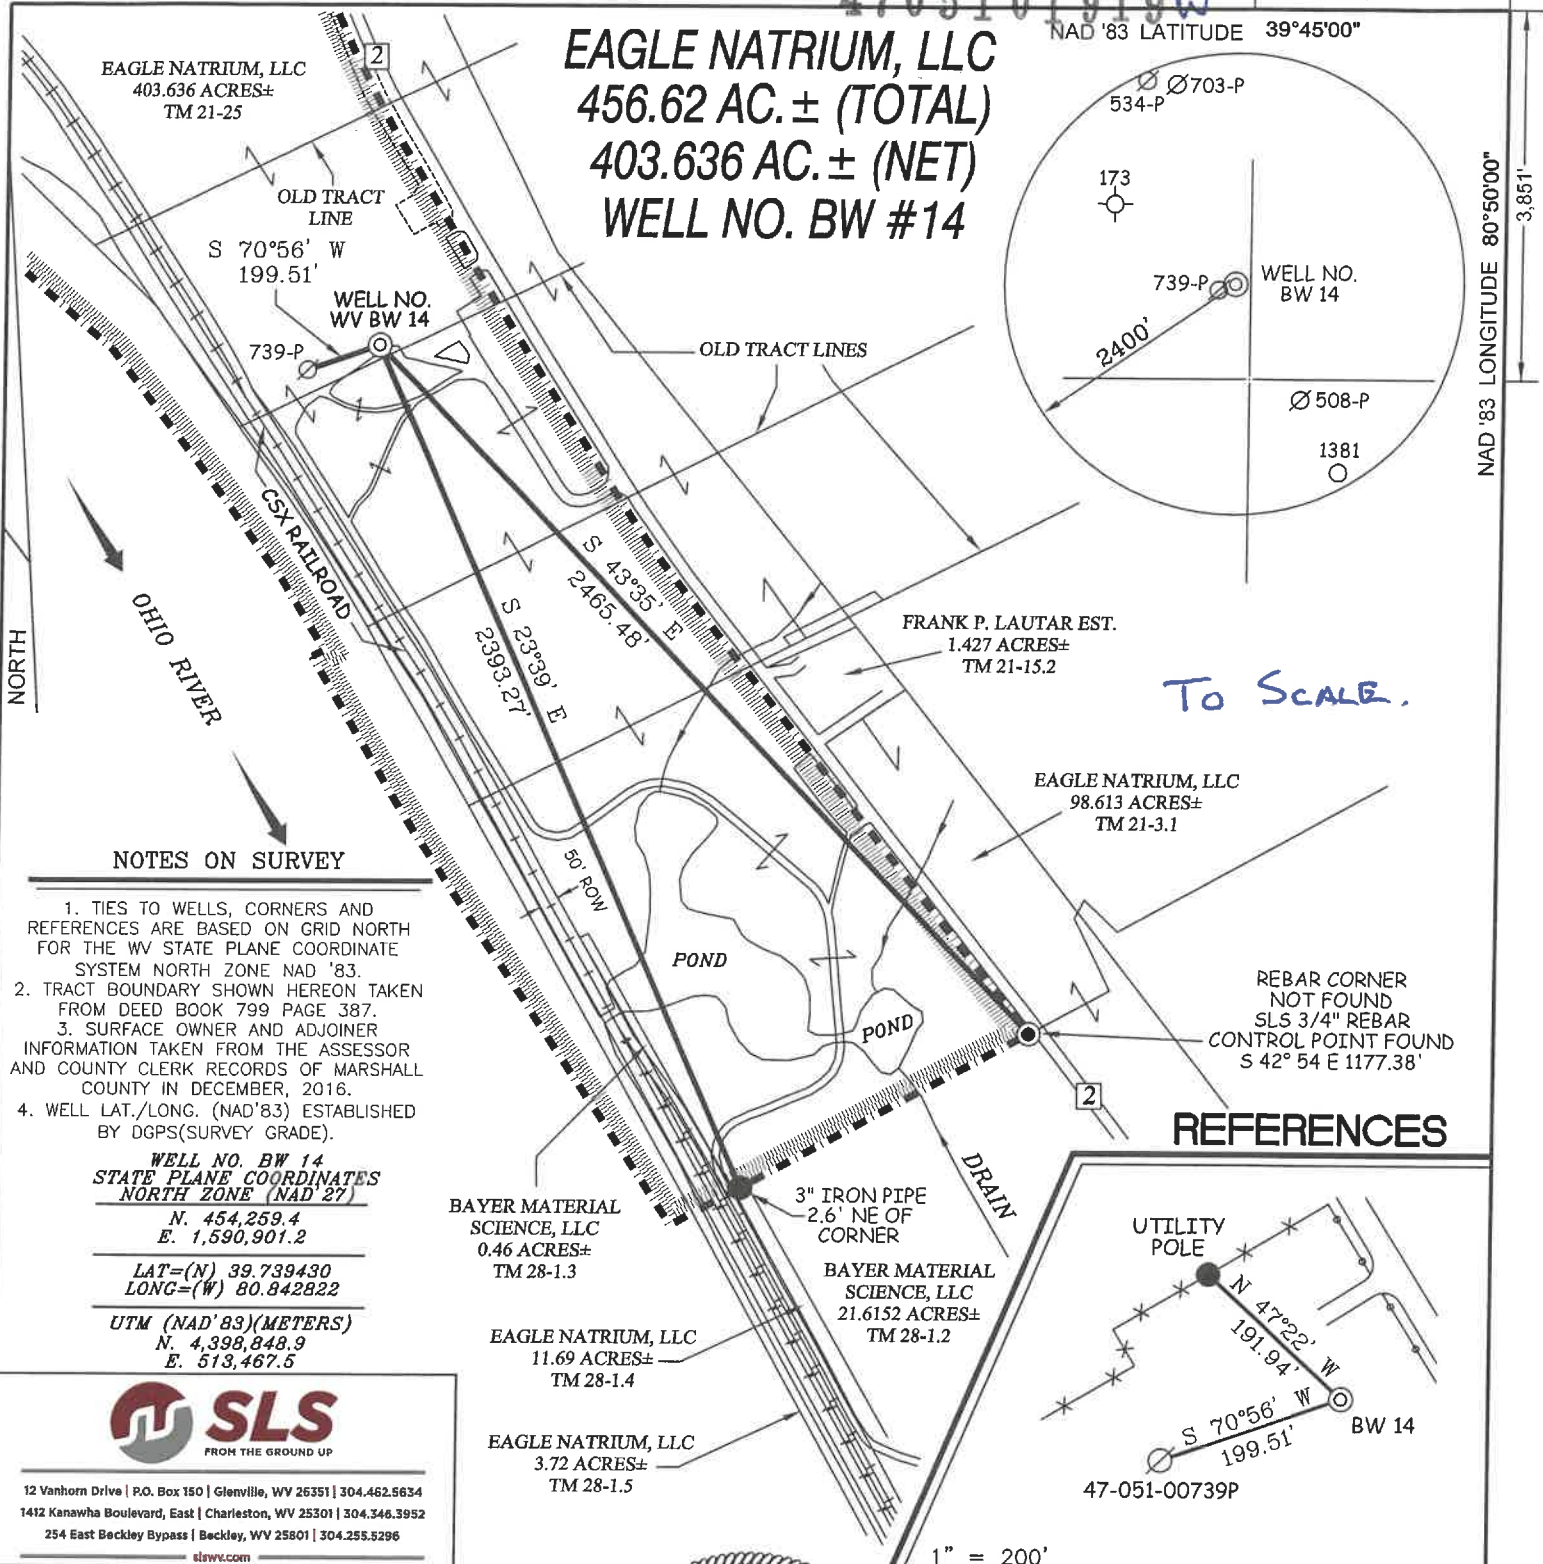 EAGLE NATRIUM, LLC
456.62 AC. ± (TOTAL)
403.636 AC. ± (NET)
WELL NO. BW #14
NAD '83 LATITUDE 39°45'00"
NAD '83 LONGITUDE 80°50'00"
3,851'
534-P
703-P
173
739-P
WELL NO.
BW 14
2400'
508-P
1381
EAGLE NATRIUM, LLC
403.636 ACRES±
TM 21-25
2
OLD TRACT
LINE
S 70°56' W
199.51'
WELL NO.
WV BW 14
739-P
OLD TRACT LINES
CSX RAILROAD
OHIO RIVER
NORTH
S 43°35' E
2465.48'
S 23°39' E
2393.27'
FRANK P. LAUTAR EST.
1.427 ACRES±
TM 21-15.2
To SCALE.
EAGLE NATRIUM, LLC
98.613 ACRES±
TM 21-3.1
50' ROW
POND
POND
REBAR CORNER
NOT FOUND
SLS 3/4" REBAR
CONTROL POINT FOUND
S 42° 54 E 1177.38'
2
NOTES ON SURVEY
1. TIES TO WELLS, CORNERS AND
REFERENCES ARE BASED ON GRID NORTH
FOR THE WV STATE PLANE COORDINATE
SYSTEM NORTH ZONE NAD '83.
2. TRACT BOUNDARY SHOWN HEREON TAKEN
FROM DEED BOOK 799 PAGE 387.
3. SURFACE OWNER AND ADJOINER
INFORMATION TAKEN FROM THE ASSESSOR
AND COUNTY CLERK RECORDS OF MARSHALL
COUNTY IN DECEMBER, 2016.
4. WELL LAT./LONG. (NAD'83) ESTABLISHED
BY DGPS(SURVEY GRADE).
WELL NO. BW 14
STATE PLANE COORDINATES
NORTH ZONE (NAD'27)
N. 454,259.4
E. 1,590,901.2
LAT=(N) 39.739430
LONG=(W) 80.842822
UTM (NAD'83)(METERS)
N. 4,398,848.9
E. 513,467.5
DRAIN
3" IRON PIPE
2.6' NE OF
CORNER
BAYER MATERIAL
SCIENCE, LLC
0.46 ACRES±
TM 28-1.3
BAYER MATERIAL
SCIENCE, LLC
21.6152 ACRES±
TM 28-1.2
EAGLE NATRIUM, LLC
11.69 ACRES±
TM 28-1.4
EAGLE NATRIUM, LLC
3.72 ACRES±
TM 28-1.5
REFERENCES
UTILITY
POLE
N 47°22' W
191.94'
S 70°56' W
199.51'
BW 14
47-051-00739P
1" = 200'
SLS
FROM THE GROUND UP
12 Vanhorn Drive | P.O. Box 150 | Glenville, WV 26351 | 304.462.5634
1412 Kanawha Boulevard, East | Charleston, WV 25301 | 304.346.3952
254 East Beckley Bypass | Beckley, WV 25801 | 304.255.5296
slswv.com